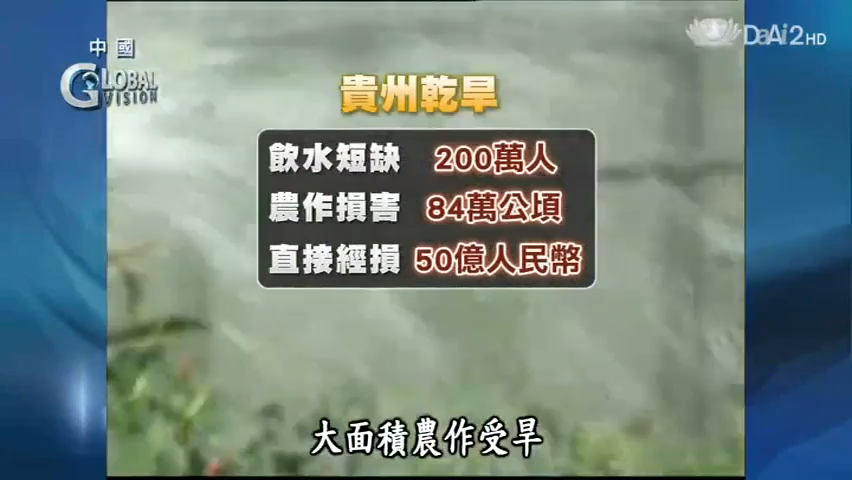 中國
GLOBAL
VISION
DaAi2 HD
貴州乾旱
飲水短缺 200萬人
農作損害 84萬公頃
直接經損 50億人民幣
大面積農作受旱